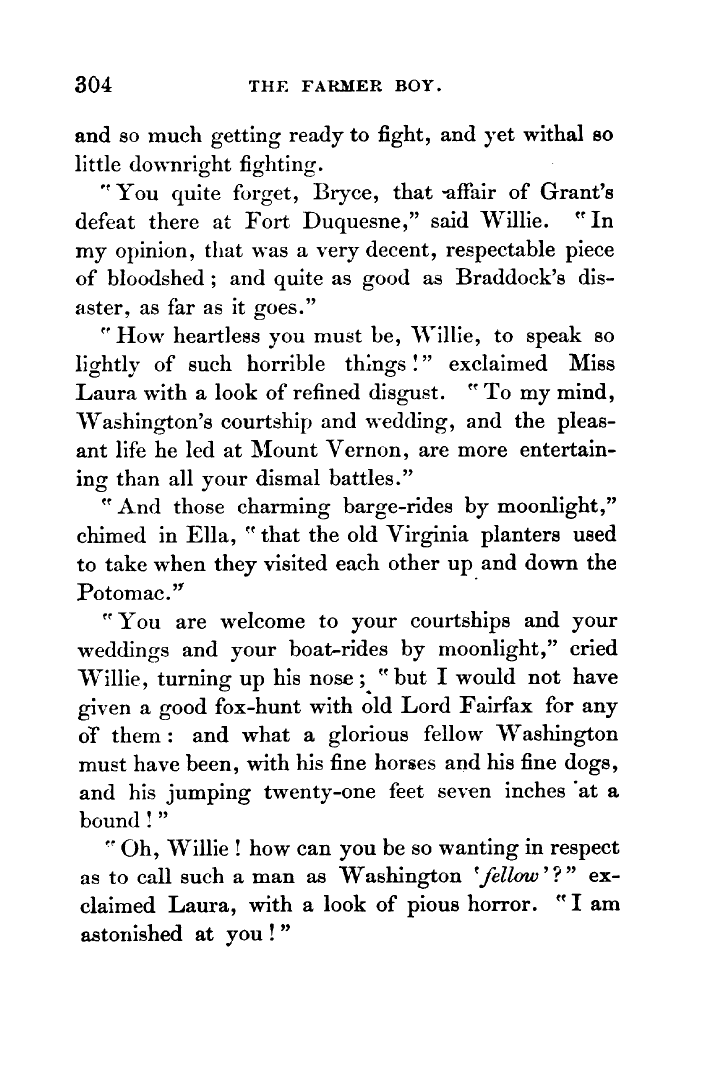 304 THE FARMER BOY.
and so much getting ready to fight, and yet withal so
little downright fighting.
"You quite forget, Bryce, that affair of Grant's
defeat there at Fort Duquesne," said Willie. "In
my opinion, that was a very decent, respectable piece
of bloodshed; and quite as good as Braddock's dis-
aster, as far as it goes."
"How heartless you must be, Willie, to speak so
lightly of such horrible things!" exclaimed Miss
Laura with a look of refined disgust. "To my mind,
Washington's courtship and wedding, and the pleas-
ant life he led at Mount Vernon, are more entertain-
ing than all your dismal battles."
"And those charming barge-rides by moonlight,"
chimed in Ella, "that the old Virginia planters used
to take when they visited each other up and down the
Potomac."
"You are welcome to your courtships and your
weddings and your boat-rides by moonlight," cried
Willie, turning up his nose; "but I would not have
given a good fox-hunt with old Lord Fairfax for any
of them: and what a glorious fellow Washington
must have been, with his fine horses and his fine dogs,
and his jumping twenty-one feet seven inches at a
bound!"
"Oh, Willie! how can you be so wanting in respect
as to call such a man as Washington 'fellow'?" ex-
claimed Laura, with a look of pious horror. "I am
astonished at you!"